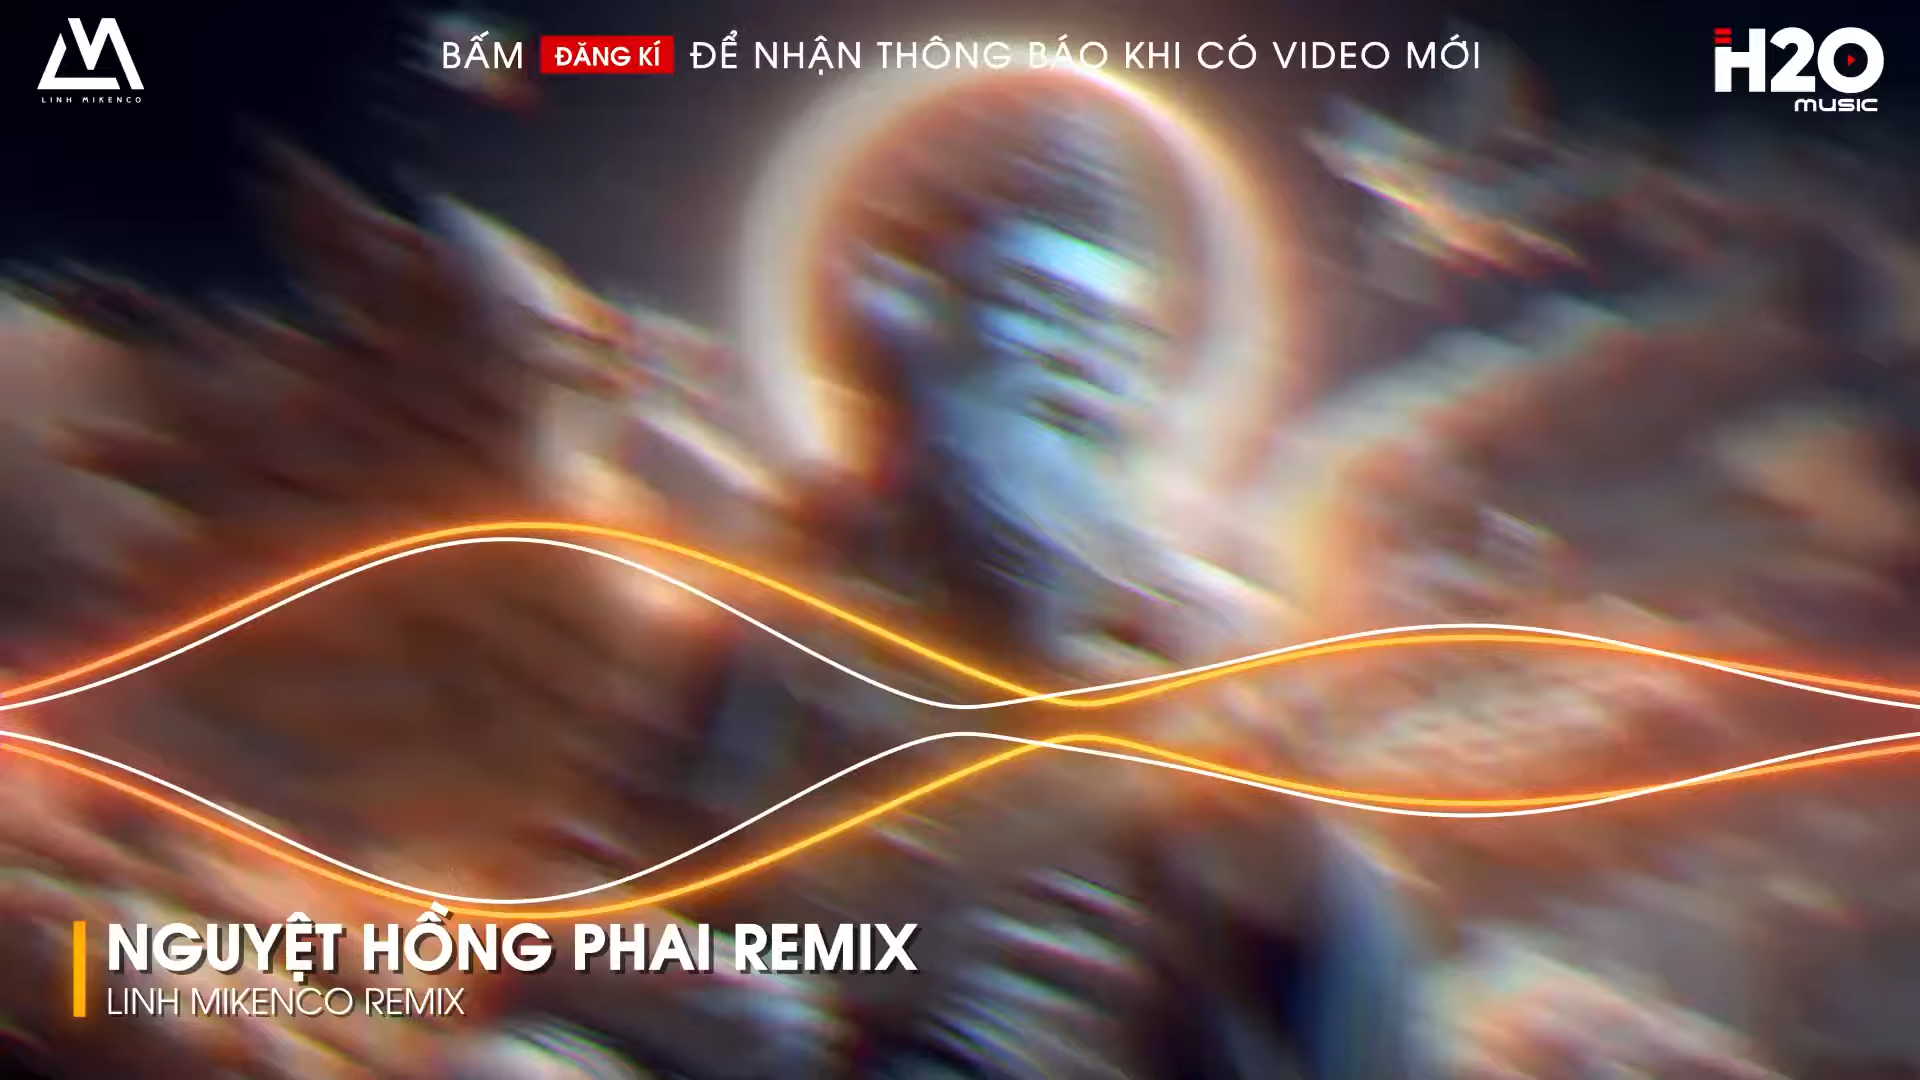 LINH MIKENCO
BẤM ĐĂNG KÍ ĐỂ NHẬN THÔNG BÁO KHI CÓ VIDEO MỚI
H2O
MUSIC
NGUYỆT HỒNG PHAI REMIX
LINH MIKENCO REMIX